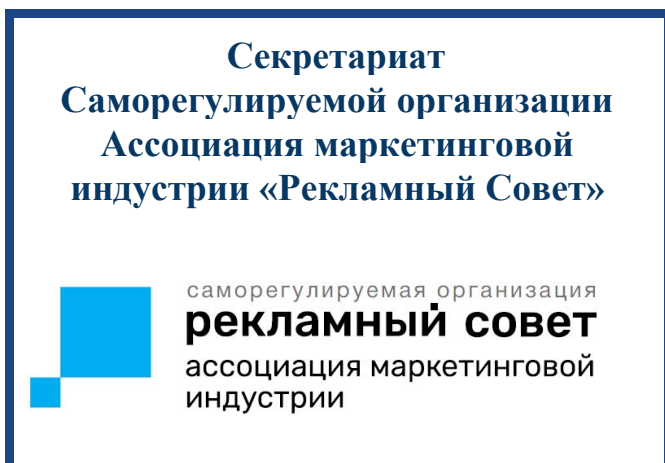 Секретариат
Саморегулируемой организации
Ассоциация маркетинговой
индустрии «Рекламный Совет»
саморегулируемая организация
рекламный совет
ассоциация маркетинговой
индустрии